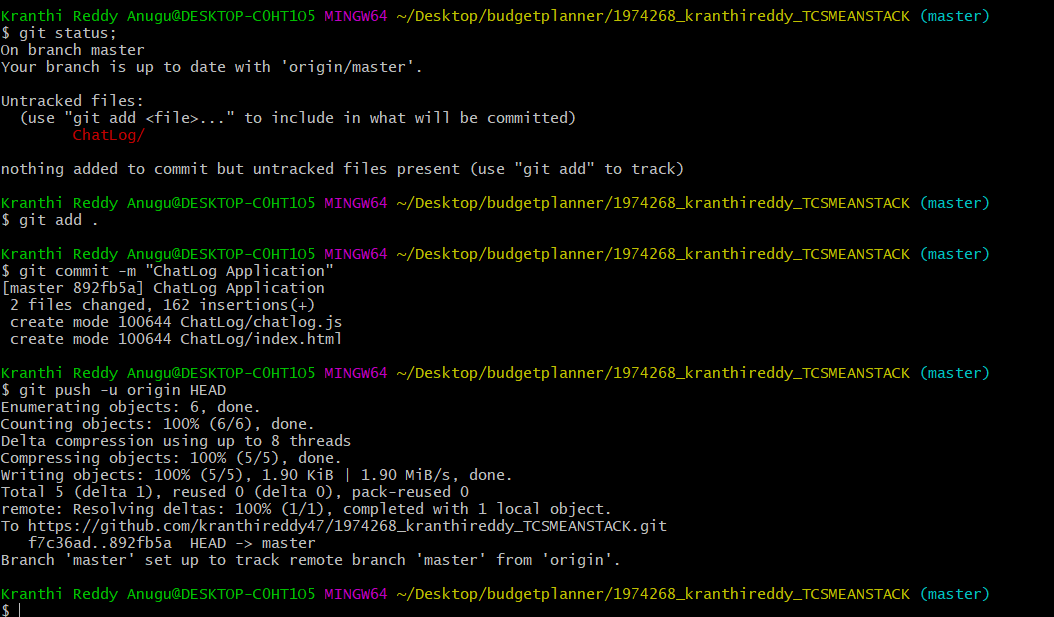 Kranthi Reddy Anugu@DESKTOP-C0HT1O5 MINGW64 ~/Desktop/budgetplanner/1974268_kranthireddy_TCSMEANSTACK (master)
$ git status;
On branch master
Your branch is up to date with 'origin/master'.
Untracked files:
  (use "git add <file>..." to include in what will be committed)
        ChatLog/
nothing added to commit but untracked files present (use "git add" to track)
Kranthi Reddy Anugu@DESKTOP-C0HT1O5 MINGW64 ~/Desktop/budgetplanner/1974268_kranthireddy_TCSMEANSTACK (master)
$ git add .
Kranthi Reddy Anugu@DESKTOP-C0HT1O5 MINGW64 ~/Desktop/budgetplanner/1974268_kranthireddy_TCSMEANSTACK (master)
$ git commit -m "ChatLog Application"
[master 892fb5a] ChatLog Application
 2 files changed, 162 insertions(+)
 create mode 100644 ChatLog/chatlog.js
 create mode 100644 ChatLog/index.html
Kranthi Reddy Anugu@DESKTOP-C0HT1O5 MINGW64 ~/Desktop/budgetplanner/1974268_kranthireddy_TCSMEANSTACK (master)
$ git push -u origin HEAD
Enumerating objects: 6, done.
Counting objects: 100% (6/6), done.
Delta compression using up to 8 threads
Compressing objects: 100% (5/5), done.
Writing objects: 100% (5/5), 1.90 KiB | 1.90 MiB/s, done.
Total 5 (delta 1), reused 0 (delta 0), pack-reused 0
remote: Resolving deltas: 100% (1/1), completed with 1 local object.
To https://github.com/kranthireddy47/1974268_kranthireddy_TCSMEANSTACK.git
   f7c36ad..892fb5a  HEAD -> master
Branch 'master' set up to track remote branch 'master' from 'origin'.
Kranthi Reddy Anugu@DESKTOP-C0HT1O5 MINGW64 ~/Desktop/budgetplanner/1974268_kranthireddy_TCSMEANSTACK (master)
$